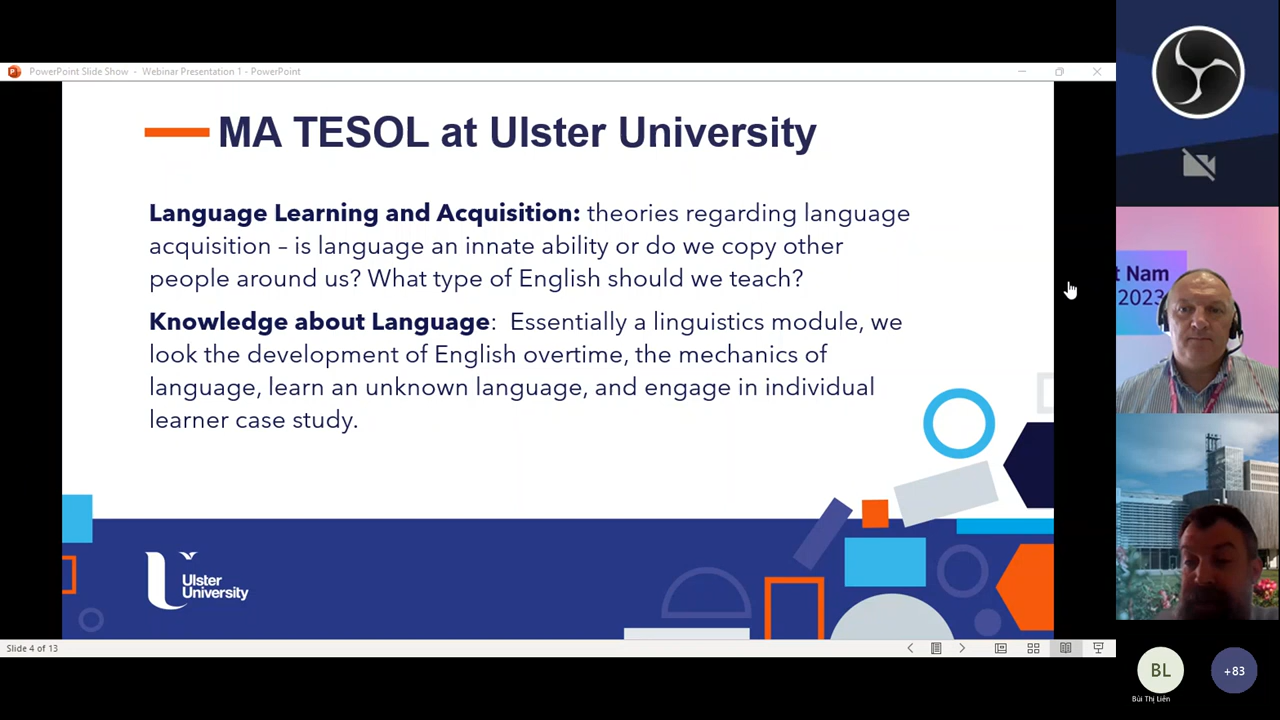 PowerPoint Slide Show - Webinar Presentation 1 - PowerPoint
MA TESOL at Ulster University
Language Learning and Acquisition: theories regarding language
acquisition – is language an innate ability or do we copy other
people around us? What type of English should we teach?
Knowledge about Language:  Essentially a linguistics module, we
look the development of English overtime, the mechanics of
language, learn an unknown language, and engage in individual
learner case study.
Ulster
University
Slide 4 of 13
t Nam
2023
BL
+83
Bùi Thị Liên